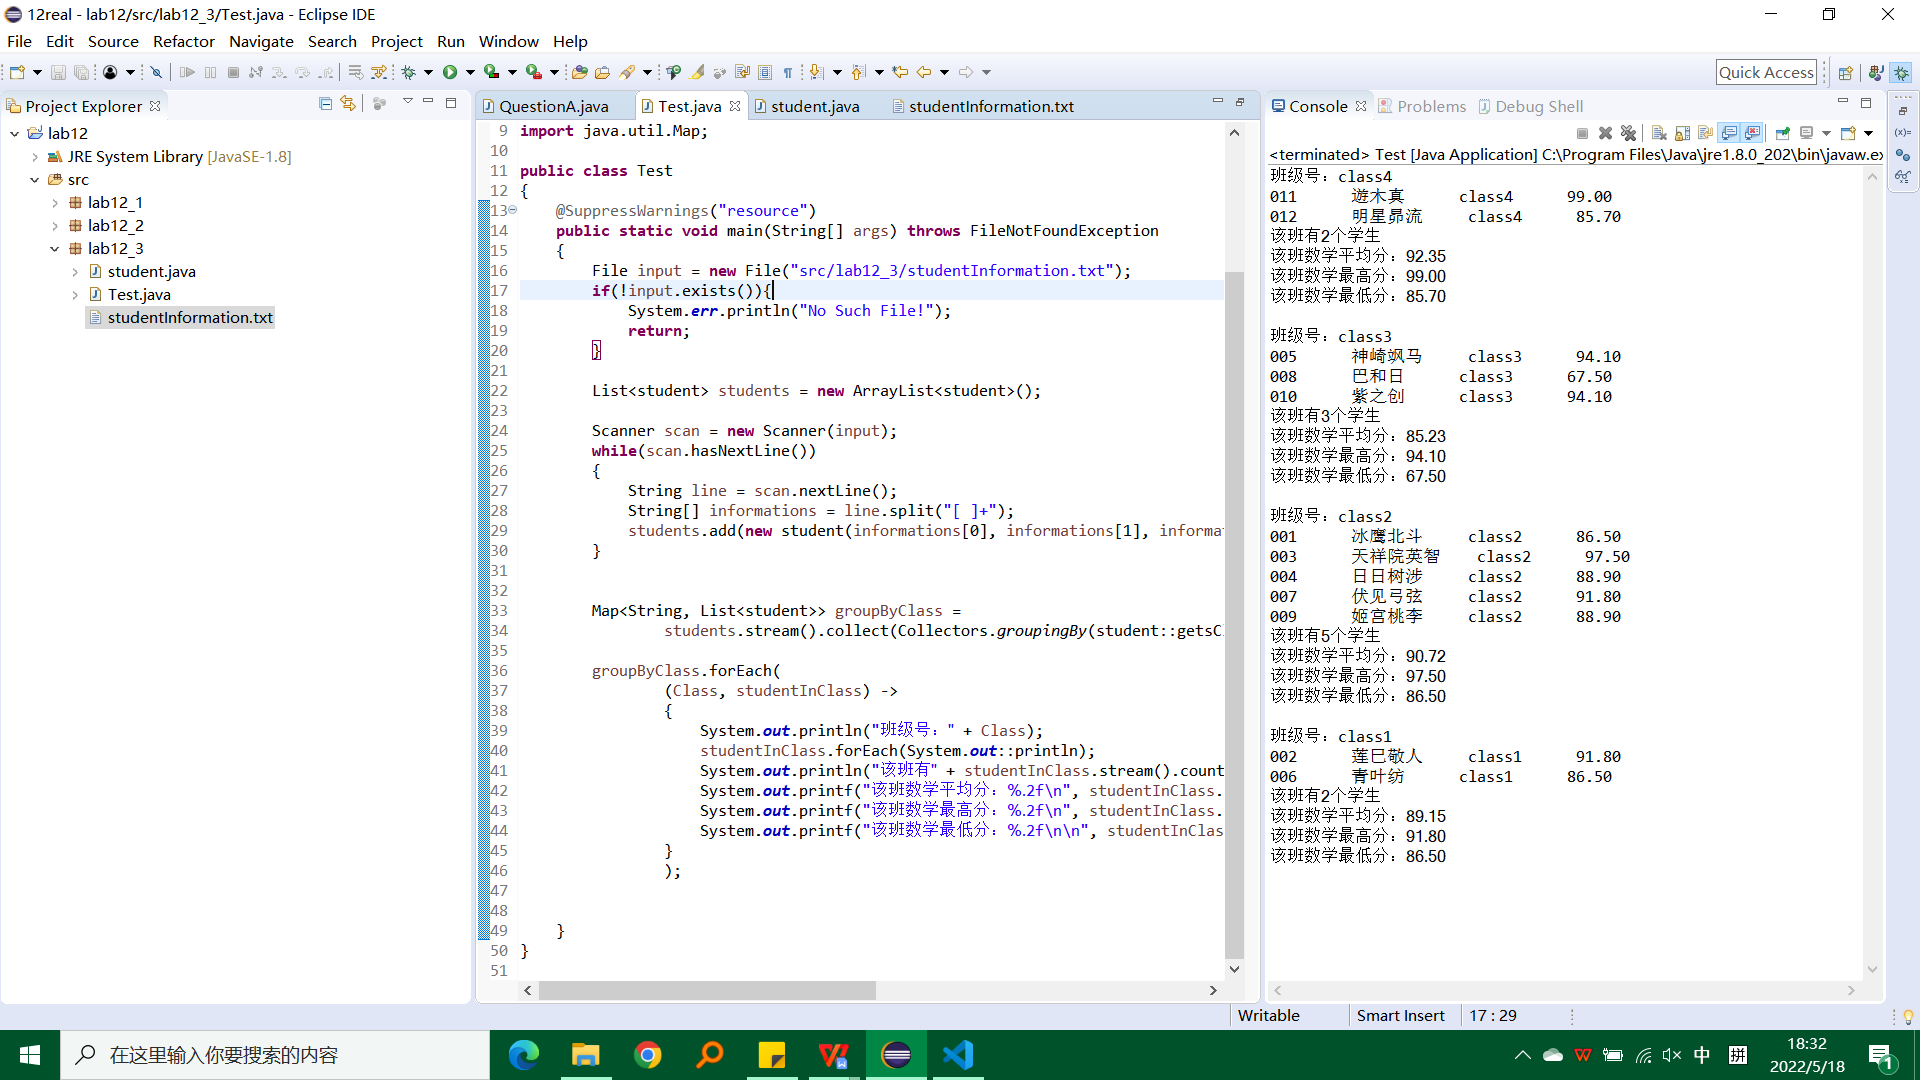 12real - lab12/src/lab12_3/Test.java - Eclipse IDE
File Edit Source Refactor Navigate Search Project Run Window Help
Quick Access
Project Explorer
lab12
JRE System Library [JavaSE-1.8]
src
lab12_1
lab12_2
lab12_3
student.java
Test.java
studentInformation.txt
QuestionA.java Test.java student.java studentInformation.txt
9 import java.util.Map;
10
11 public class Test
12 {
13 @SuppressWarnings("resource")
14 public static void main(String[] args) throws FileNotFoundException
15 {
16 File input = new File("src/lab12_3/studentInformation.txt");
17 if(!input.exists()){
18 System.err.println("No Such File!");
19 return;
20 }
21
22 List<student> students = new ArrayList<student>();
23
24 Scanner scan = new Scanner(input);
25 while(scan.hasNextLine())
26 {
27 String line = scan.nextLine();
28 String[] informations = line.split("[ ]+");
29 students.add(new student(informations[0], informations[1], informa
30 }
31
32
33 Map<String, List<student>> groupByClass =
34 students.stream().collect(Collectors.groupingBy(student::getsC
35
36 groupByClass.forEach(
37 (Class, studentInClass) ->
38 {
39 System.out.println("班级号：" + Class);
40 studentInClass.forEach(System.out::println);
41 System.out.println("该班有" + studentInClass.stream().count
42 System.out.printf("该班数学平均分：%.2f\n", studentInClass.
43 System.out.printf("该班数学最高分：%.2f\n", studentInClass.
44 System.out.printf("该班数学最低分：%.2f\n\n", studentInClas
45 }
46 );
47
48
49 }
50 }
51
Console Problems Debug Shell
<terminated> Test [Java Application] C:\Program Files\Java\jre1.8.0_202\bin\javaw.ex
班级号：class4
011 遊木真 class4 99.00
012 明星昴流 class4 85.70
该班有2个学生
该班数学平均分：92.35
该班数学最高分：99.00
该班数学最低分：85.70
班级号：class3
005 神崎飒马 class3 94.10
008 巴和日 class3 67.50
010 紫之创 class3 94.10
该班有3个学生
该班数学平均分：85.23
该班数学最高分：94.10
该班数学最低分：67.50
班级号：class2
001 冰鹰北斗 class2 86.50
003 天祥院英智 class2 97.50
004 日日树涉 class2 88.90
007 伏见弓弦 class2 91.80
009 姬宫桃李 class2 88.90
该班有5个学生
该班数学平均分：90.72
该班数学最高分：97.50
该班数学最低分：86.50
班级号：class1
002 莲巳敬人 class1 91.80
006 青叶纺 class1 86.50
该班有2个学生
该班数学平均分：89.15
该班数学最高分：91.80
该班数学最低分：86.50
Writable Smart Insert 17 : 29
在这里输入你要搜索的内容
中 拼
18:32
2022/5/18
1